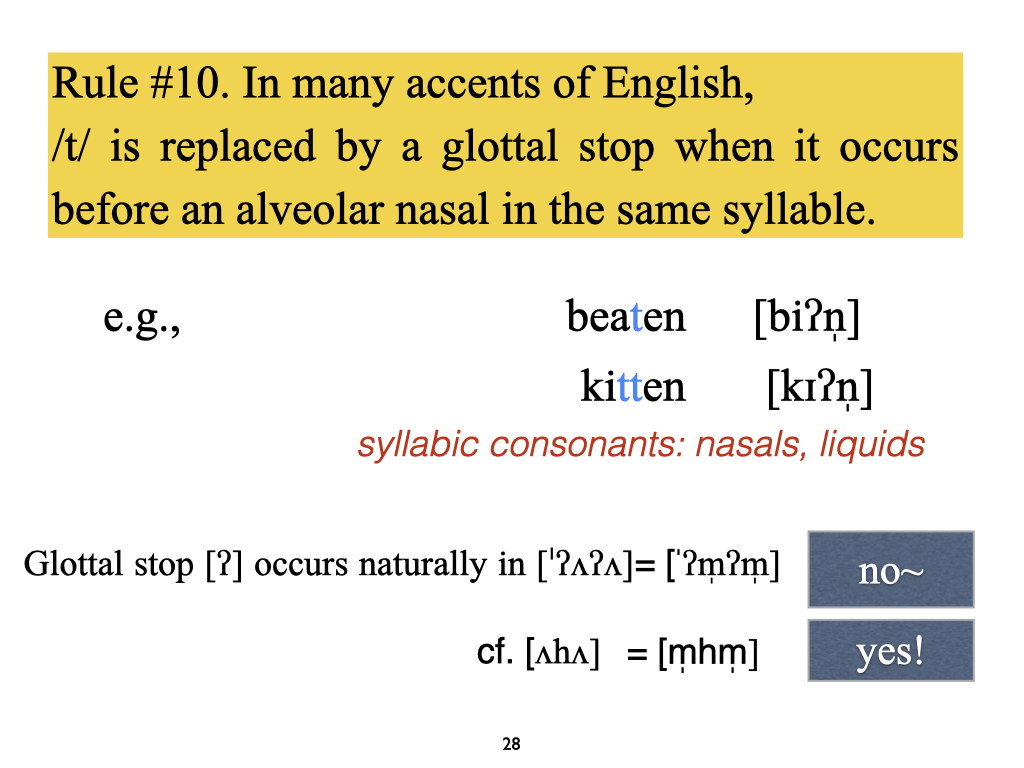 Rule #10. In many accents of English,
/t/ is replaced by a glottal stop when it occurs
before an alveolar nasal in the same syllable.
e.g., beaten [biʔn̩]
kitten [kɪʔn̩]
syllabic consonants: nasals, liquids
Glottal stop [ʔ] occurs naturally in [ˈʔʌʔʌ]= [ˈʔm̩ʔm̩] no~
cf. [ʌhʌ] = [m̩hm̩] yes!
28